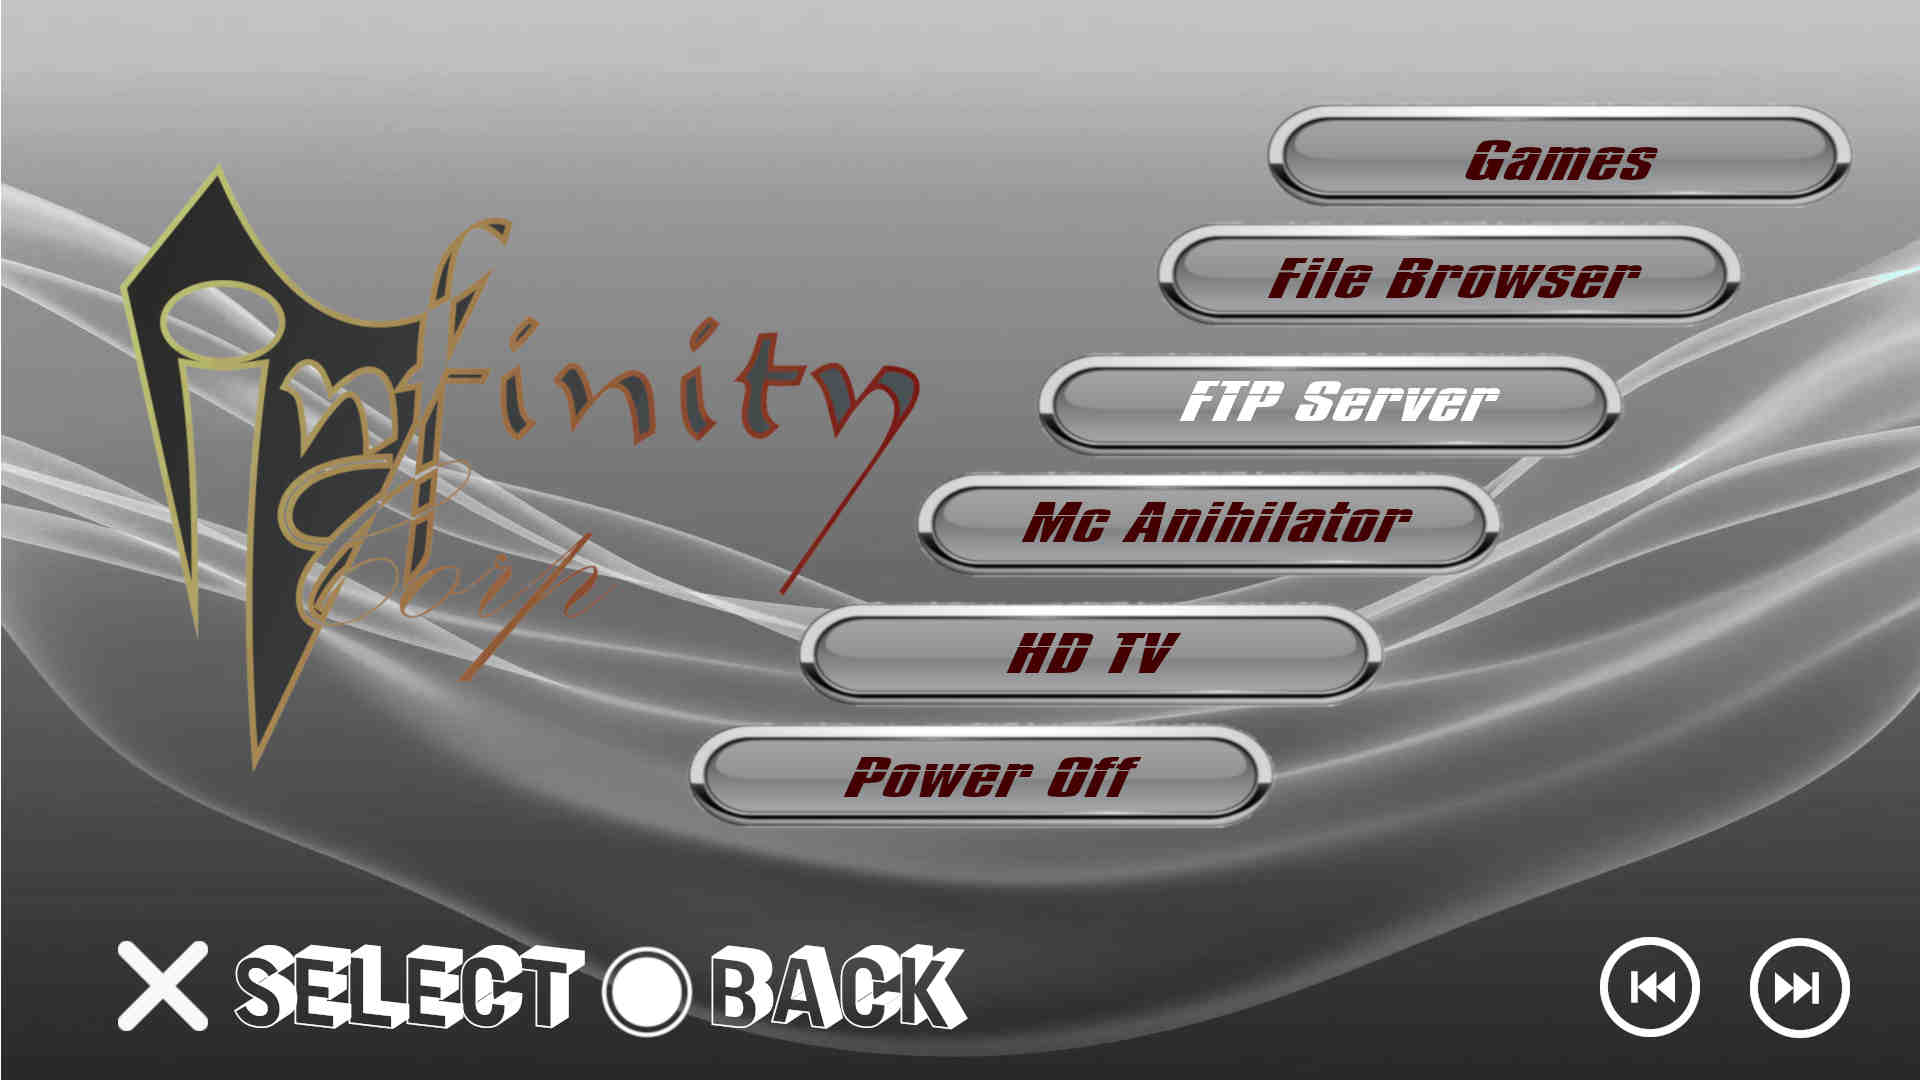 Infinity
Corp
Games
File Browser
FTP Server
Mc Anihilator
HD TV
Power Off
SELECT BACK